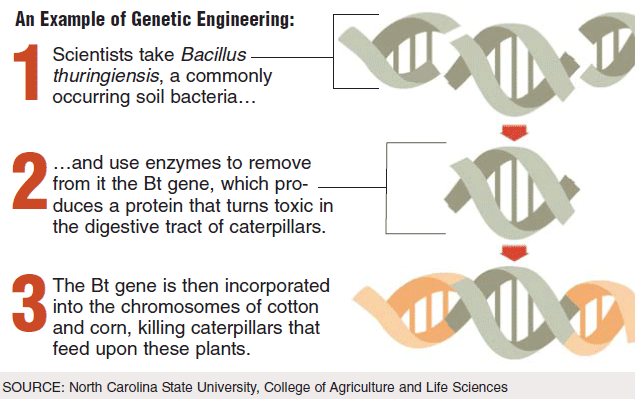 An Example of Genetic Engineering:
1 Scientists take Bacillus
thuringiensis, a commonly
occurring soil bacteria…
2 …and use enzymes to remove
from it the Bt gene, which pro-
duces a protein that turns toxic in
the digestive tract of caterpillars.
3 The Bt gene is then incorporated
into the chromosomes of cotton
and corn, killing caterpillars that
feed upon these plants.
SOURCE: North Carolina State University, College of Agriculture and Life Sciences